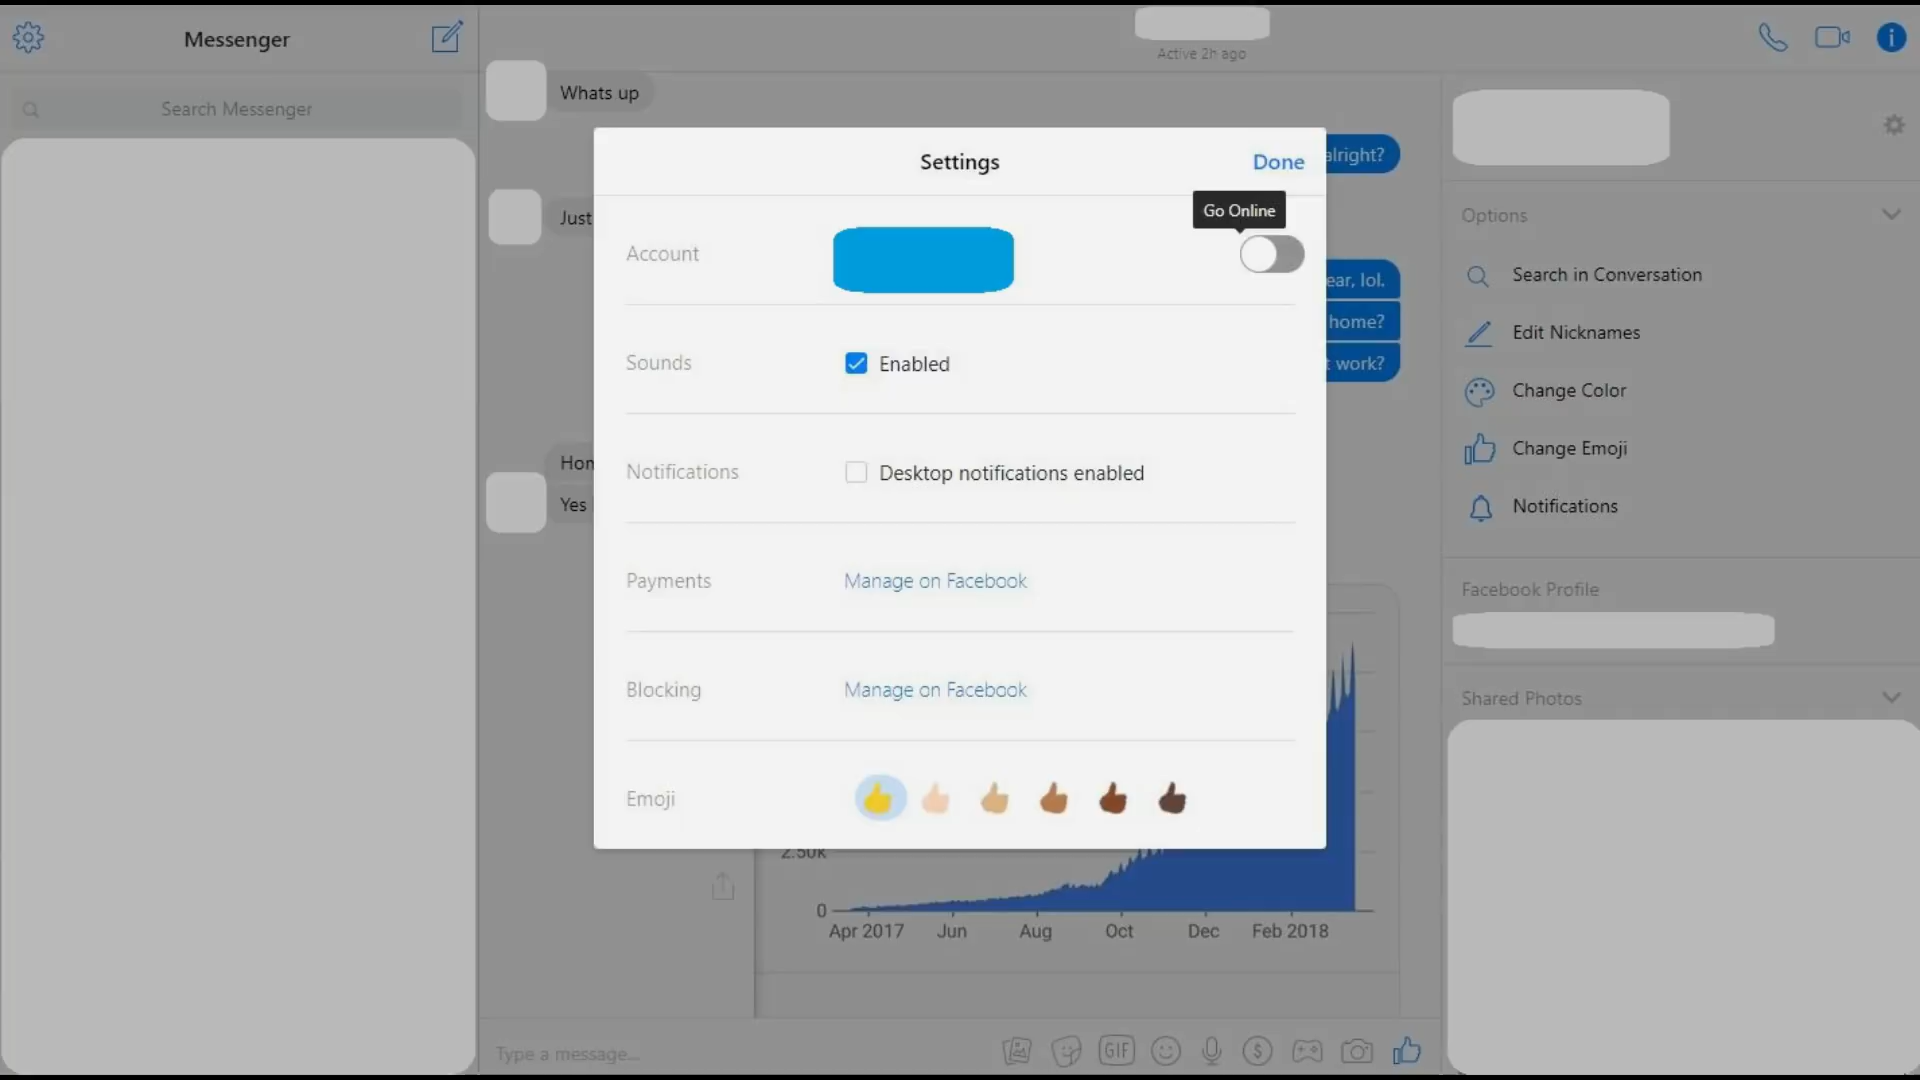 Messenger
Search Messenger
Active 2h ago
Whats up
alright?
Just
ear, lol.
home?
t work?
Hom
Yes
Settings
Done
Go Online
Account
Sounds
Enabled
Notifications
Desktop notifications enabled
Payments
Manage on Facebook
Blocking
Manage on Facebook
Emoji
2.50k
0
Apr 2017 Jun Aug Oct Dec Feb 2018
Type a message...
GIF
Options
Search in Conversation
Edit Nicknames
Change Color
Change Emoji
Notifications
Facebook Profile
Shared Photos